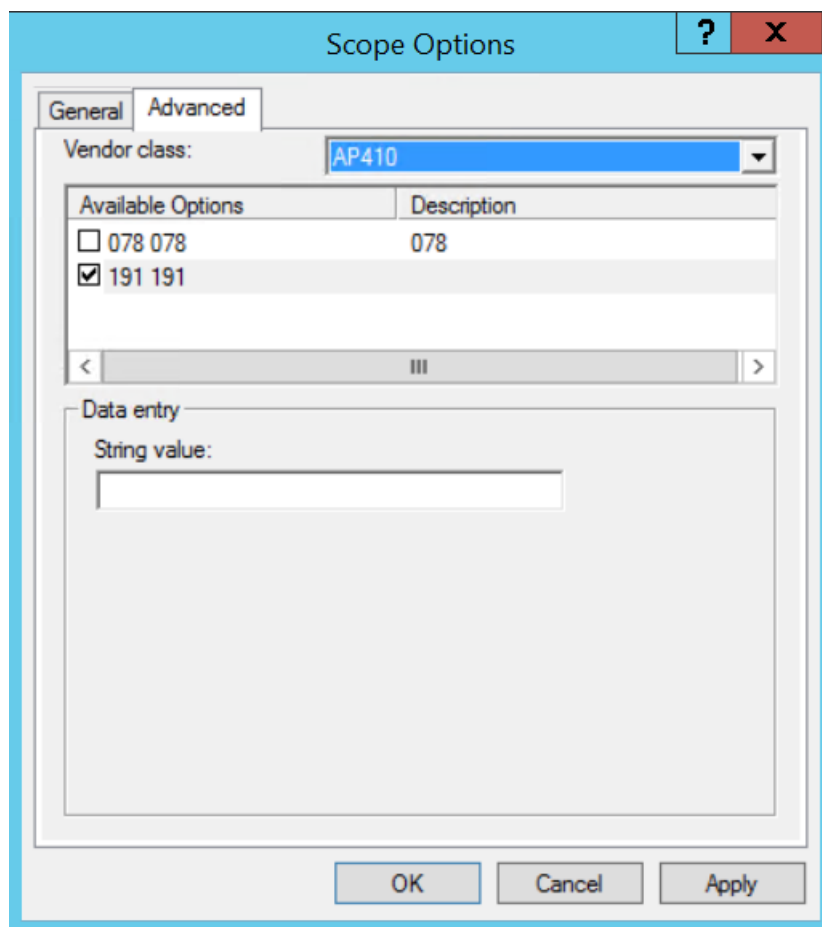 Scope Options
? x
General Advanced
Vendor class: AP410
Available Options Description
078 078 078
191 191
Data entry
String value:
OK Cancel Apply